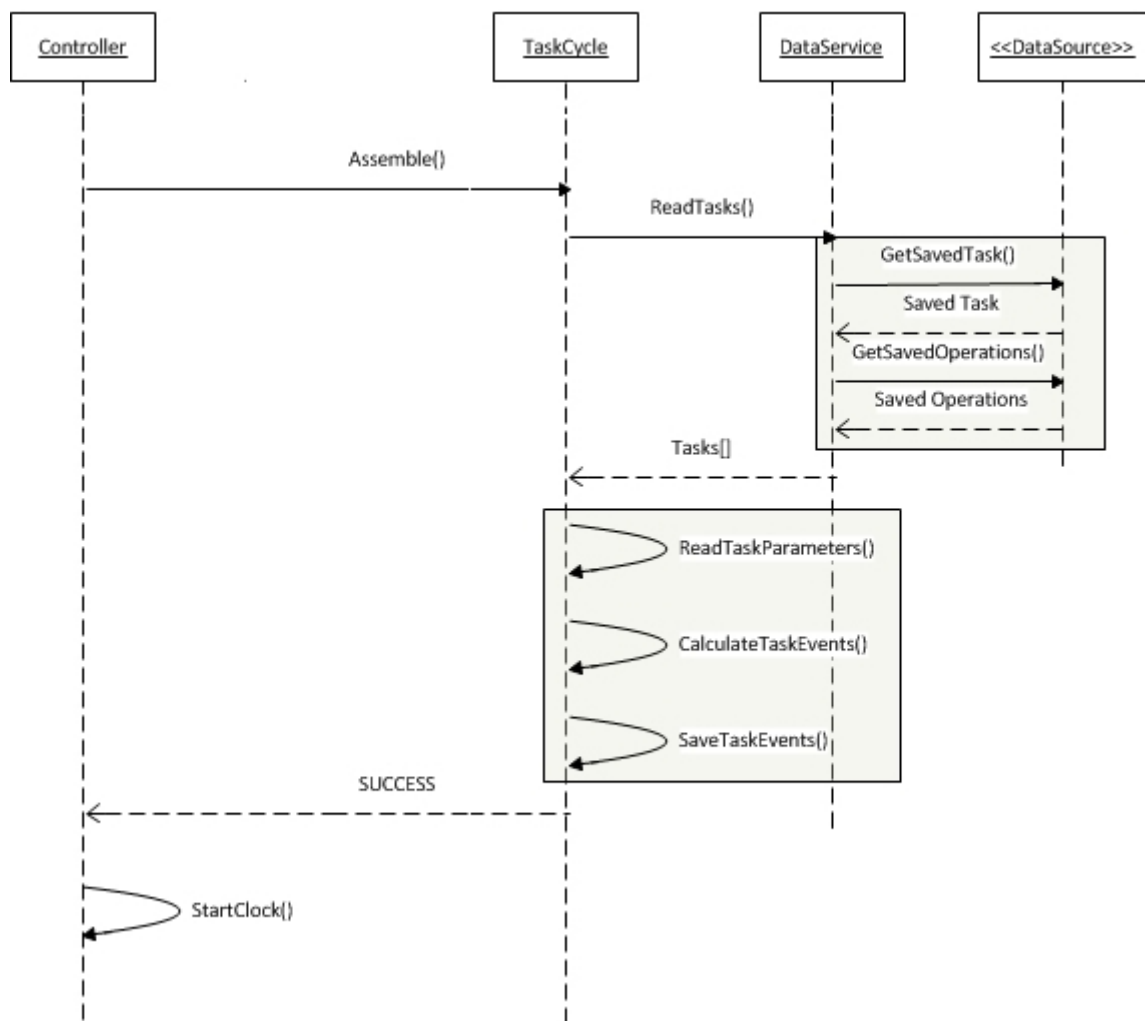 Controller
TaskCycle
DataService
<<DataSource>>
Assemble()
ReadTasks()
GetSavedTask()
Saved Task
GetSavedOperations()
Saved Operations
Tasks[]
ReadTaskParameters()
CalculateTaskEvents()
SaveTaskEvents()
SUCCESS
StartClock()